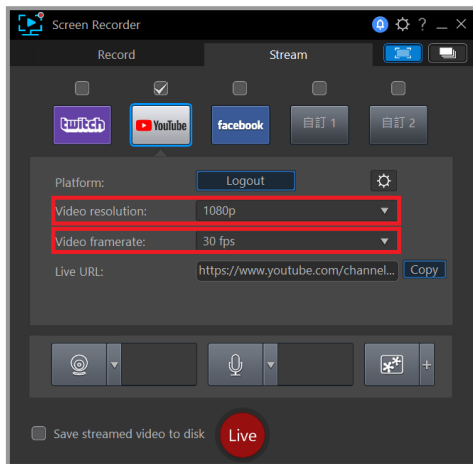 Screen Recorder
?
Record
Stream
twitch
YouTube
facebook
自訂 1
自訂 2
Platform:
Logout
Video resolution:
1080p
Video framerate:
30 fps
Live URL:
https://www.youtube.com/channel...
Copy
+
Save streamed video to disk
Live